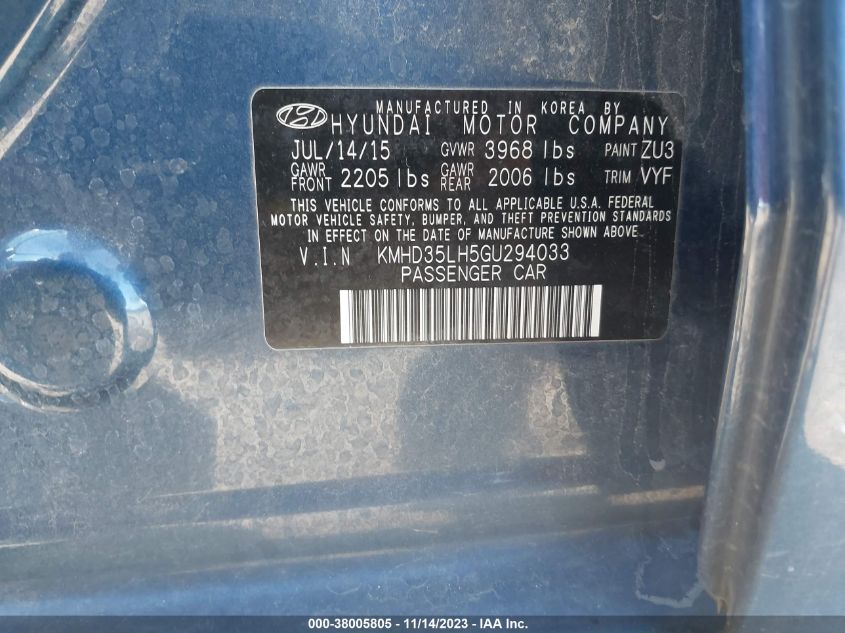 MANUFACTURED IN KOREA BY
HYUNDAI MOTOR COMPANY
JUL/14/15 GVWR 3968 lbs PAINT ZU3
GAWR FRONT 2205 lbs GAWR REAR 2006 lbs TRIM VYF
THIS VEHICLE CONFORMS TO ALL APPLICABLE U.S.A. FEDERAL
MOTOR VEHICLE SAFETY, BUMPER, AND THEFT PREVENTION STANDARDS
IN EFFECT ON THE DATE OF MANUFACTURE SHOWN ABOVE.
V.I.N KMHD35LH5GU294033
PASSENGER CAR
000-38005805 - 11/14/2023 - IAA Inc.